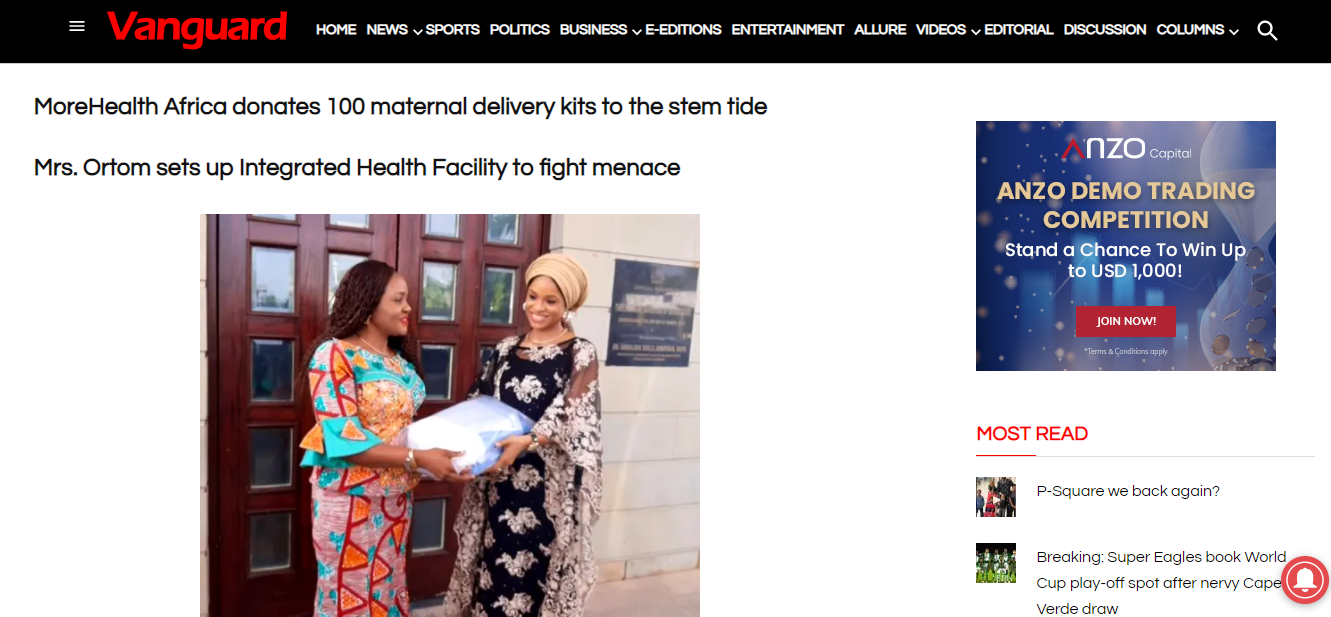 Vanguard
HOME NEWS SPORTS POLITICS BUSINESS E-EDITIONS ENTERTAINMENT ALLURE VIDEOS EDITORIAL DISCUSSION COLUMNS
MoreHealth Africa donates 100 maternal delivery kits to the stem tide
Mrs. Ortom sets up Integrated Health Facility to fight menace
ANZO Capital
ANZO DEMO TRADING
COMPETITION
Stand a Chance To Win Up
to USD 1,000!
JOIN NOW!
*Terms & Conditions apply
MOST READ
P-Square we back again?
Breaking: Super Eagles book World
Cup play-off spot after nervy Cape
Verde draw